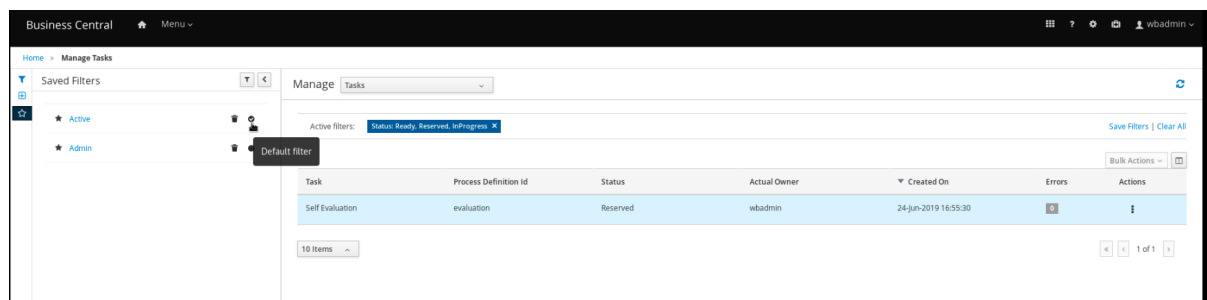 Business Central Menu ? wbadmin
Home > Manage Tasks
Saved Filters
Active
Admin
Default filter
Manage Tasks
Active filters: Status: Ready, Reserved, InProgress X Save Filters | Clear All
Bulk Actions
Task Process Definition Id Status Actual Owner Created On Errors Actions
Self Evaluation evaluation Reserved wbadmin 24-Jun-2019 16:55:30 0
10 Items « < 1 of 1 >